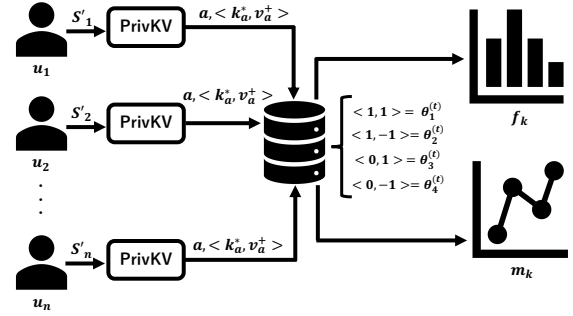 S'₁
PrivKV
a, < k*ₐ, v⁺ₐ >
u₁
S'₂
PrivKV
a, < k*ₐ, v⁺ₐ >
u₂
< 1, 1 >= θ₁⁽ᵗ⁾
< 1, −1 >= θ₂⁽ᵗ⁾
< 0, 1 >= θ₃⁽ᵗ⁾
< 0, −1 >= θ₄⁽ᵗ⁾
fₖ
. . .
S'ₙ
PrivKV
a, < k*ₐ, v⁺ₐ >
uₙ
mₖ